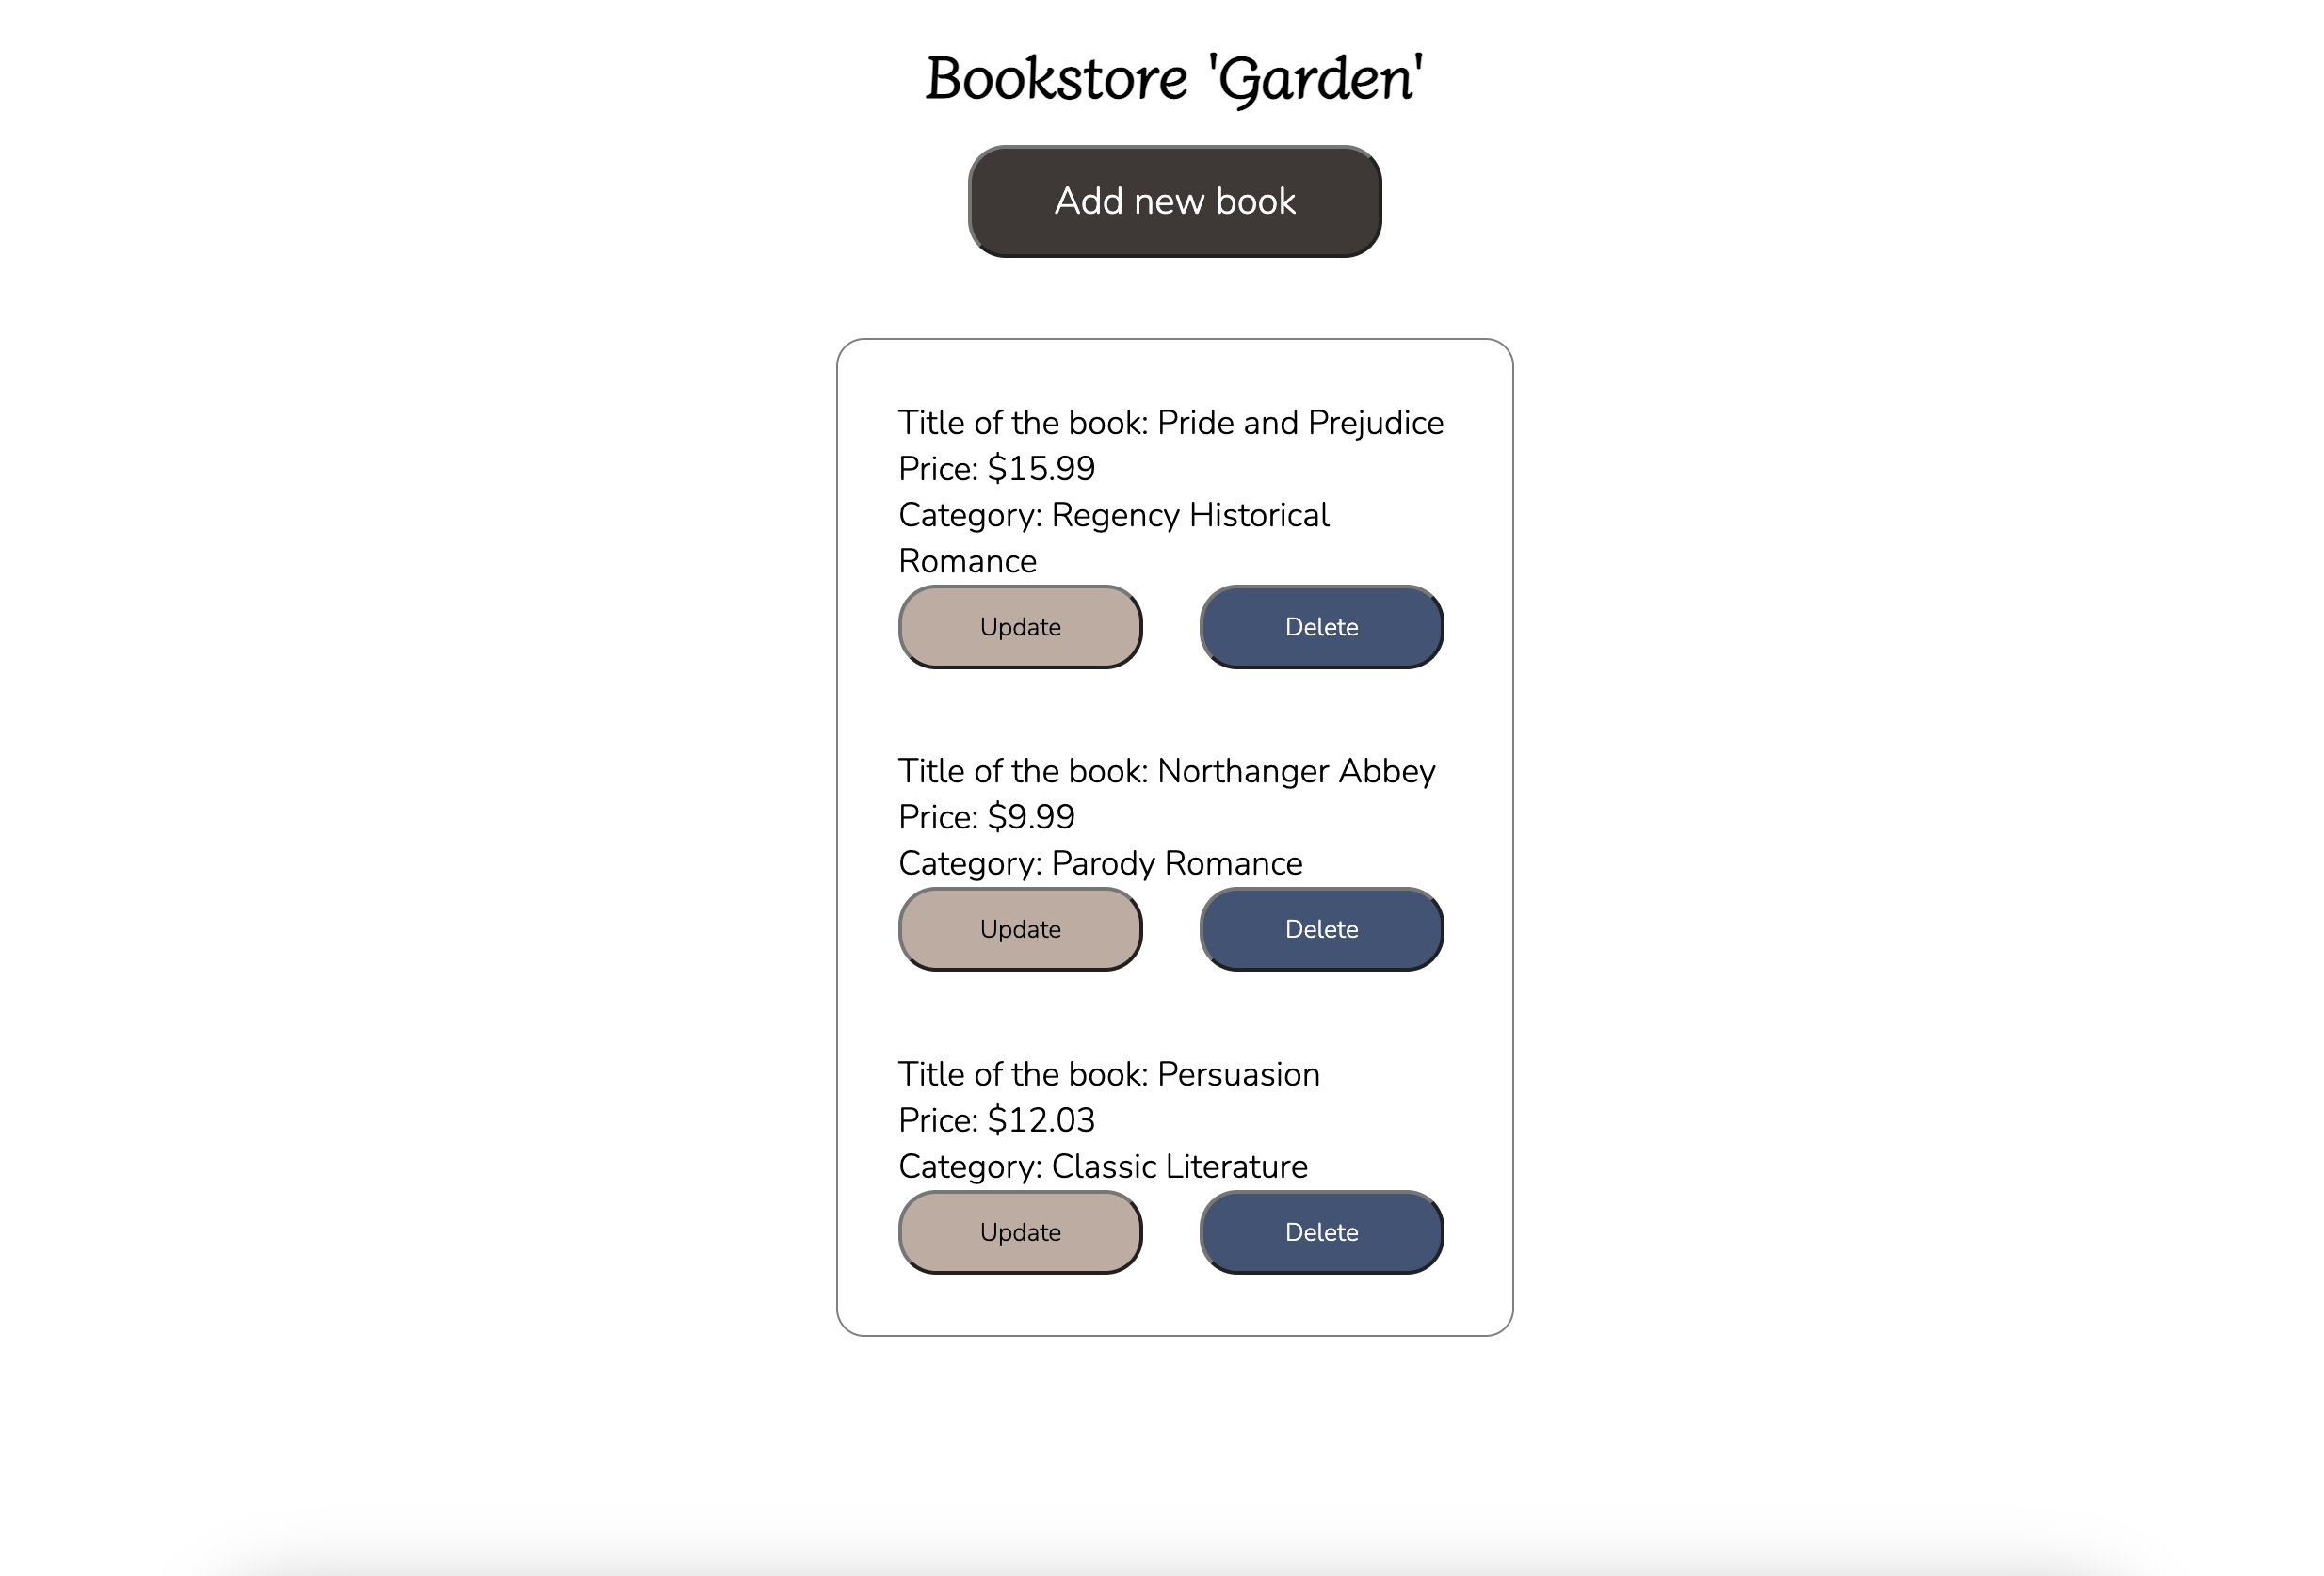 Bookstore 'Garden'
Add new book
Title of the book: Pride and Prejudice
Price: $15.99
Category: Regency Historical
Romance
Update Delete
Title of the book: Northanger Abbey
Price: $9.99
Category: Parody Romance
Update Delete
Title of the book: Persuasion
Price: $12.03
Category: Classic Literature
Update Delete